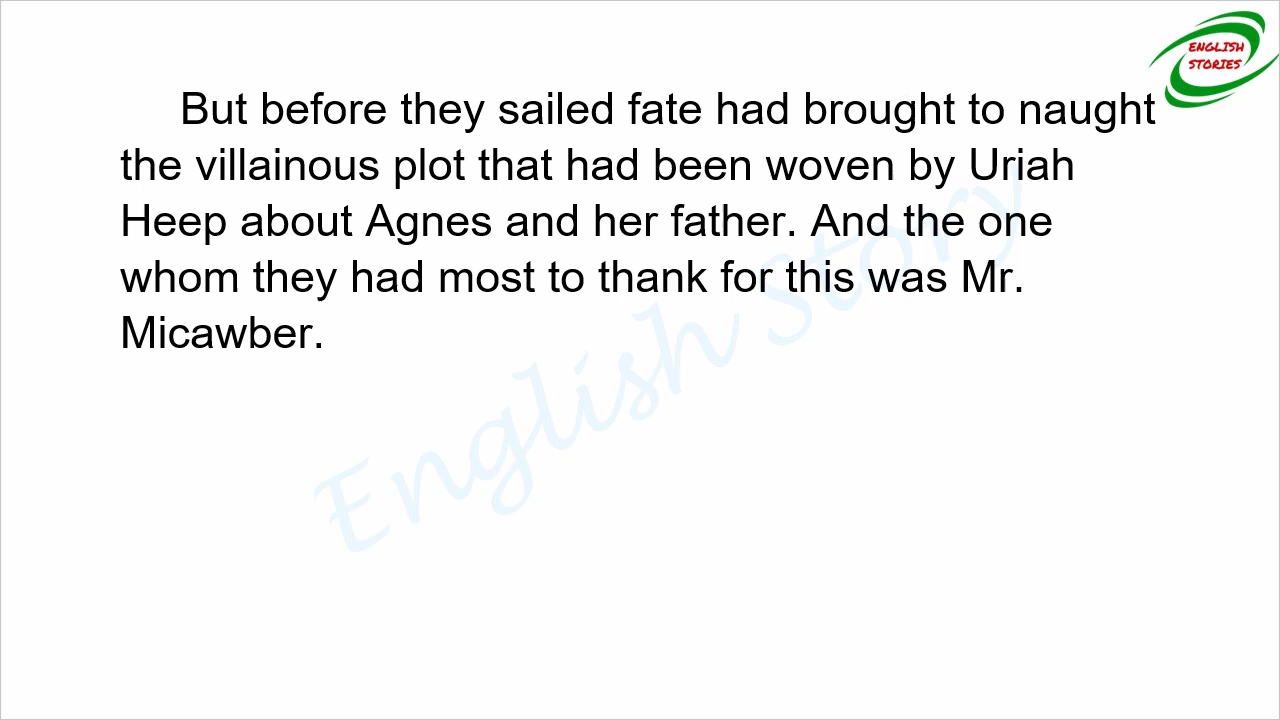 ENGLISH
STORIES
But before they sailed fate had brought to naught
the villainous plot that had been woven by Uriah
Heep about Agnes and her father. And the one
whom they had most to thank for this was Mr.
Micawber.
English Story